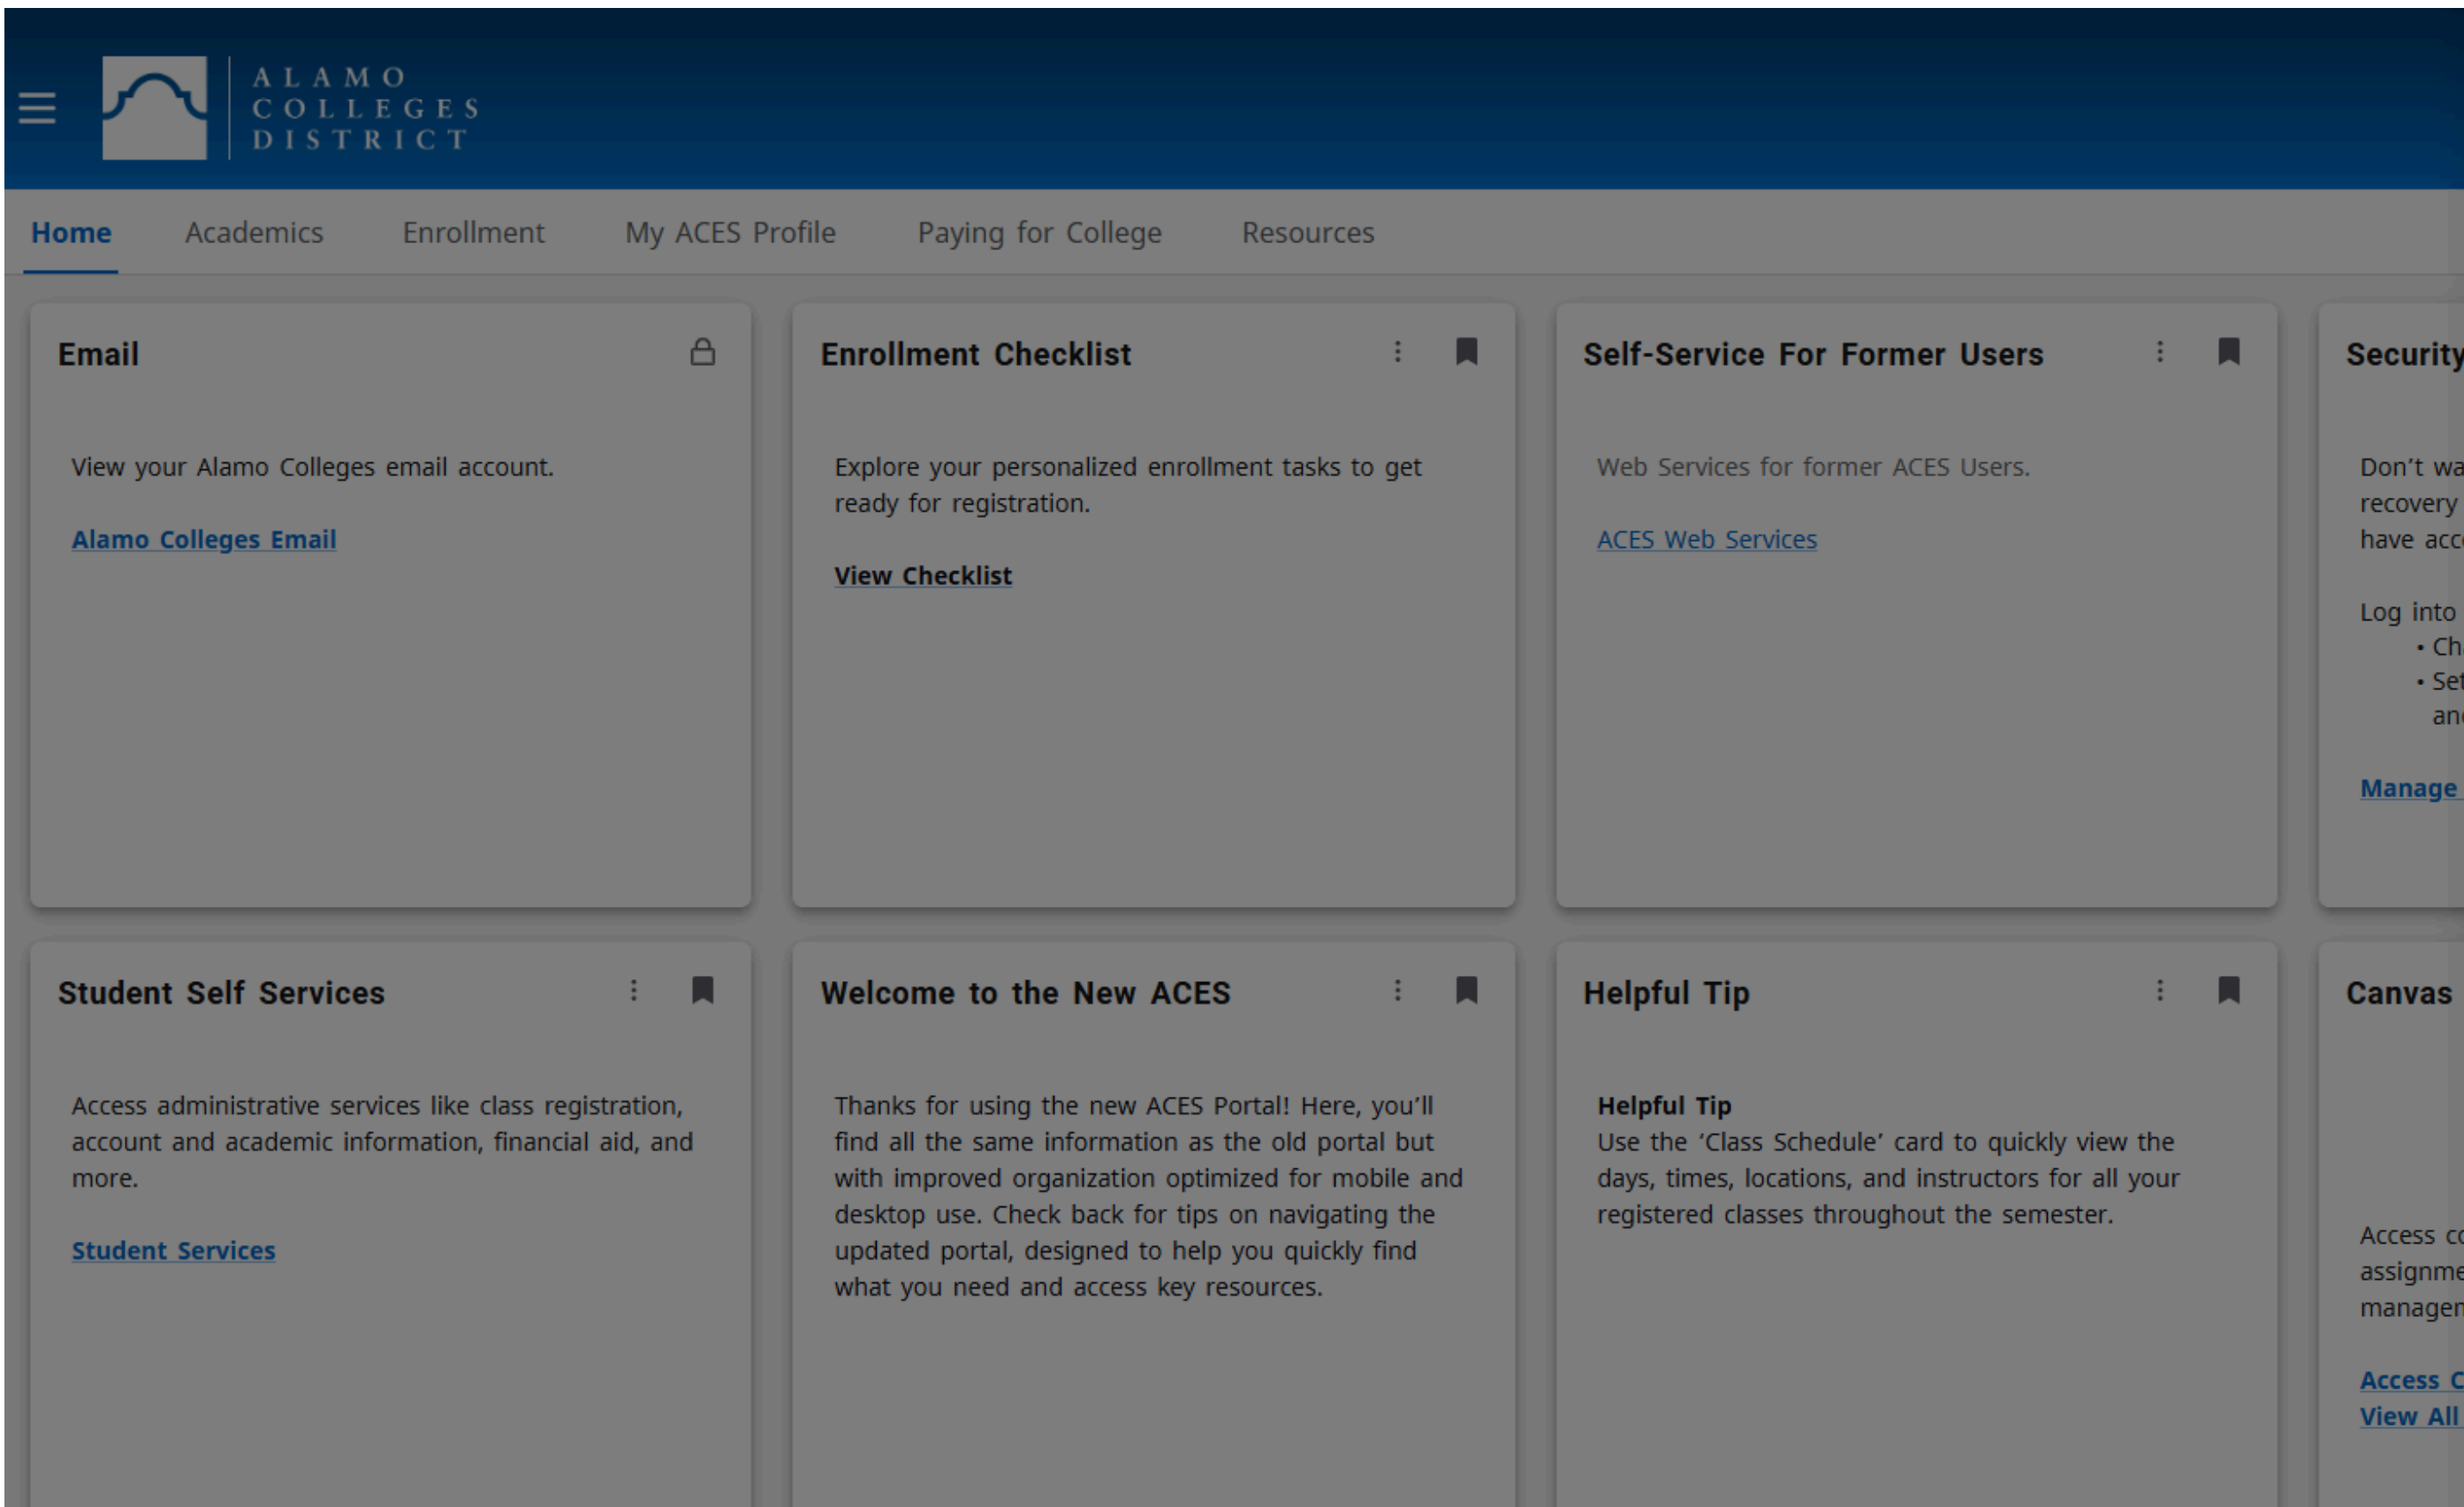 ALAMO
COLLEGES
DISTRICT
Home Academics Enrollment My ACES Profile Paying for College Resources
Email
View your Alamo Colleges email account.
Alamo Colleges Email
Enrollment Checklist
Explore your personalized enrollment tasks to get
ready for registration.
View Checklist
Self-Service For Former Users
Web Services for former ACES Users.
ACES Web Services
Security
Don’t
recovery
have
Log into
Manage
Student Self Services
Access administrative services like class registration,
account and academic information, financial aid, and
more.
Student Services
Welcome to the New ACES
Thanks for using the new ACES Portal! Here, you’ll
find all the same information as the old portal but
with improved organization optimized for mobile and
desktop use. Check back for tips on navigating the
updated portal, designed to help you quickly find
what you need and access key resources.
Helpful Tip
Helpful Tip
Use the ‘Class Schedule’ card to quickly view the
days, times, locations, and instructors for all your
registered classes throughout the semester.
Canvas
Access
Access
View All